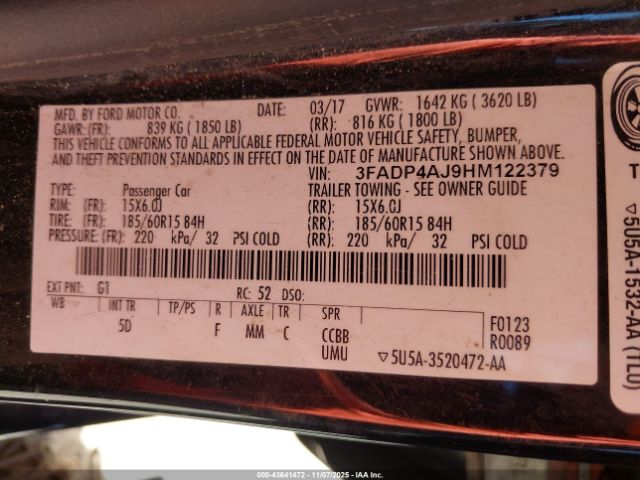 MFD. BY FORD MOTOR CO. DATE: 03/17 GVWR: 1642 KG ( 3620 LB)
GAWR: (FR): 839 KG ( 1850 LB) (RR): 816 KG ( 1800 LB)
THIS VEHICLE CONFORMS TO ALL APPLICABLE FEDERAL MOTOR VEHICLE SAFETY, BUMPER,
AND THEFT PREVENTION STANDARDS IN EFFECT ON THE DATE OF MANUFACTURE SHOWN ABOVE.
VIN: 3FADP4AJ9HM122379
TYPE: Passenger Car TRAILER TOWING - SEE OWNER GUIDE
RIM: (FR): 15X6.0J (RR): 15X6.0J
TIRE: (FR): 185/60R15 84H (RR): 185/60R15 84H
PRESSURE: (FR): 220 kPa/ 32 PSI COLD (RR): 220 kPa/ 32 PSI COLD
EXT PNT: G1 RC: 52 DSO:
WB INT TR TP/PS R AXLE TR SPR
5D F MM C CCBB
UMU
F0123
R0089
▽5U5A-3520472-AA
▽5U5A-1532-AA (TLU)
000-43641472 - 11/07/2025 - IAAI.COM